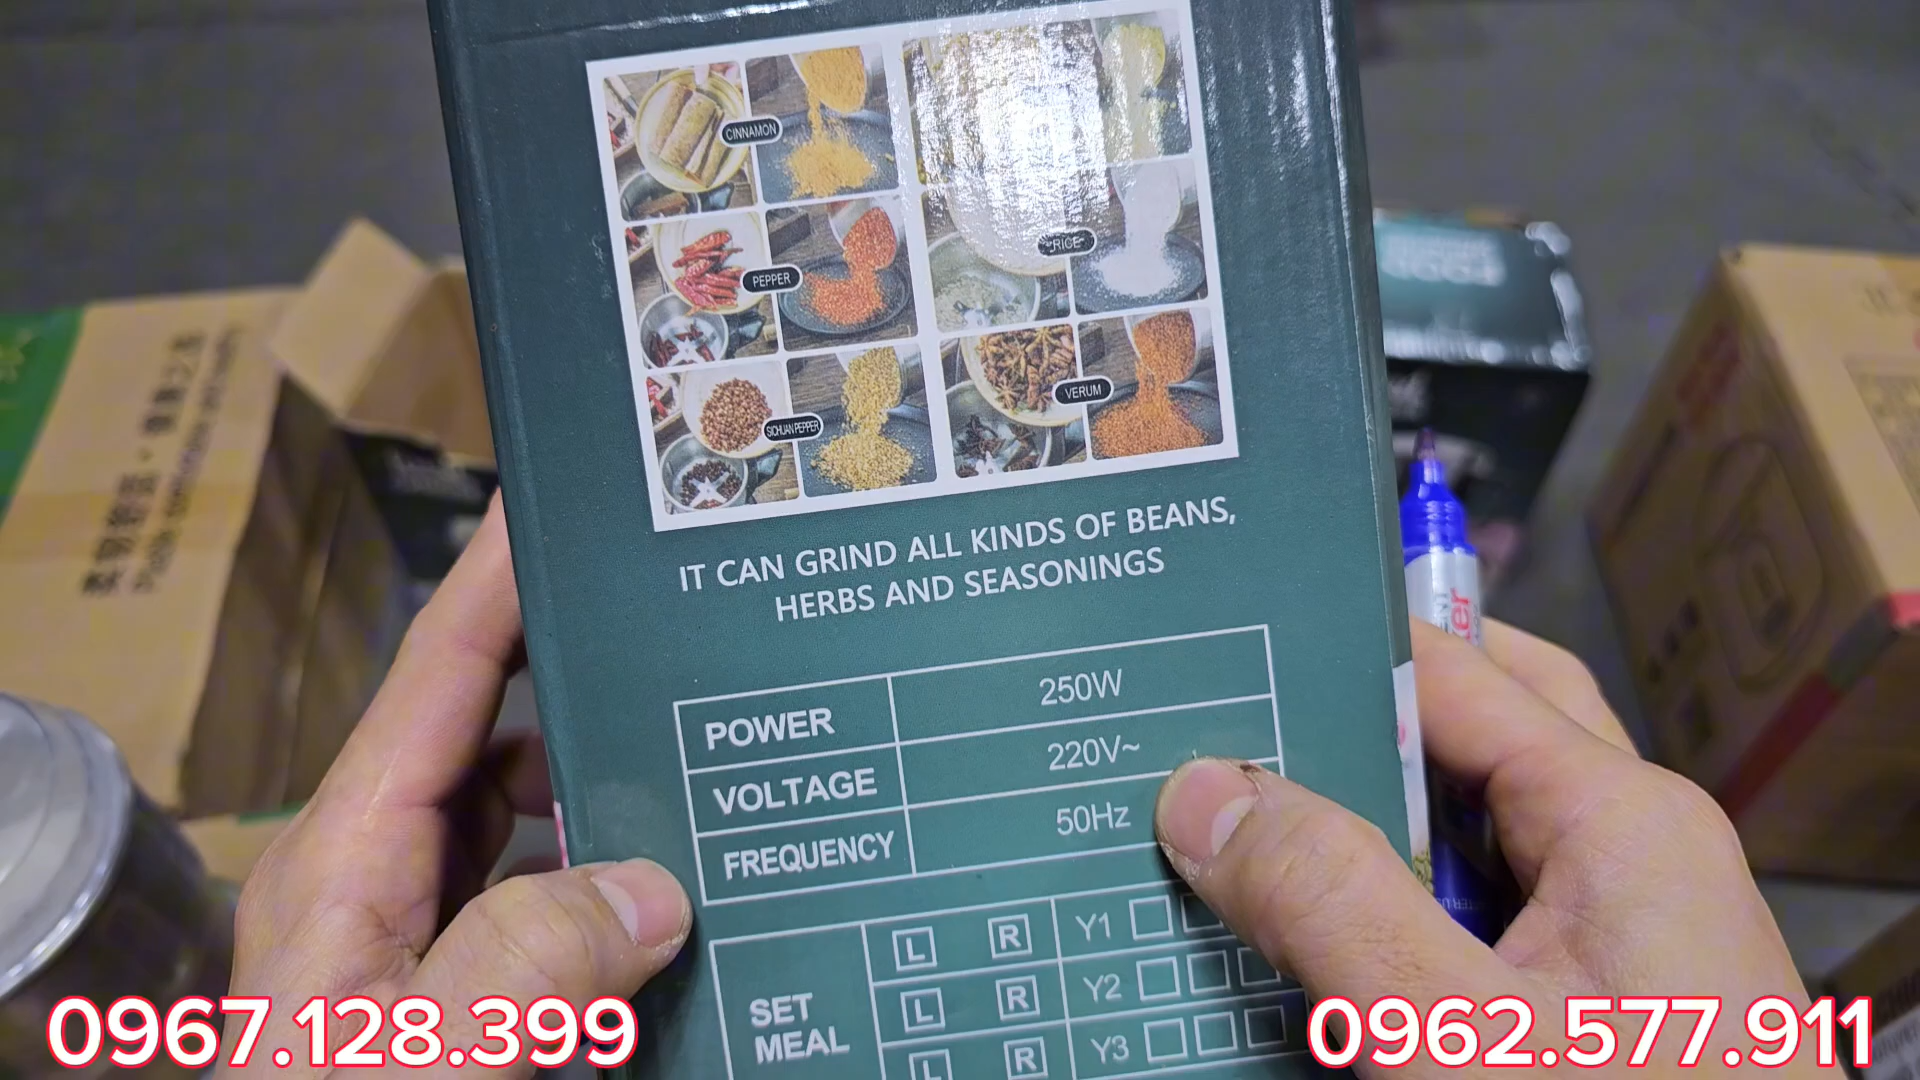 CINNAMON
PEPPER
SICHUAN PEPPER
RICE
VERUM
IT CAN GRIND ALL KINDS OF BEANS,
HERBS AND SEASONINGS
POWER 250W
VOLTAGE 220V~
FREQUENCY 50Hz
SET MEAL
L R Y1
L R Y2
L R Y3
0967.128.399
0962.577.911